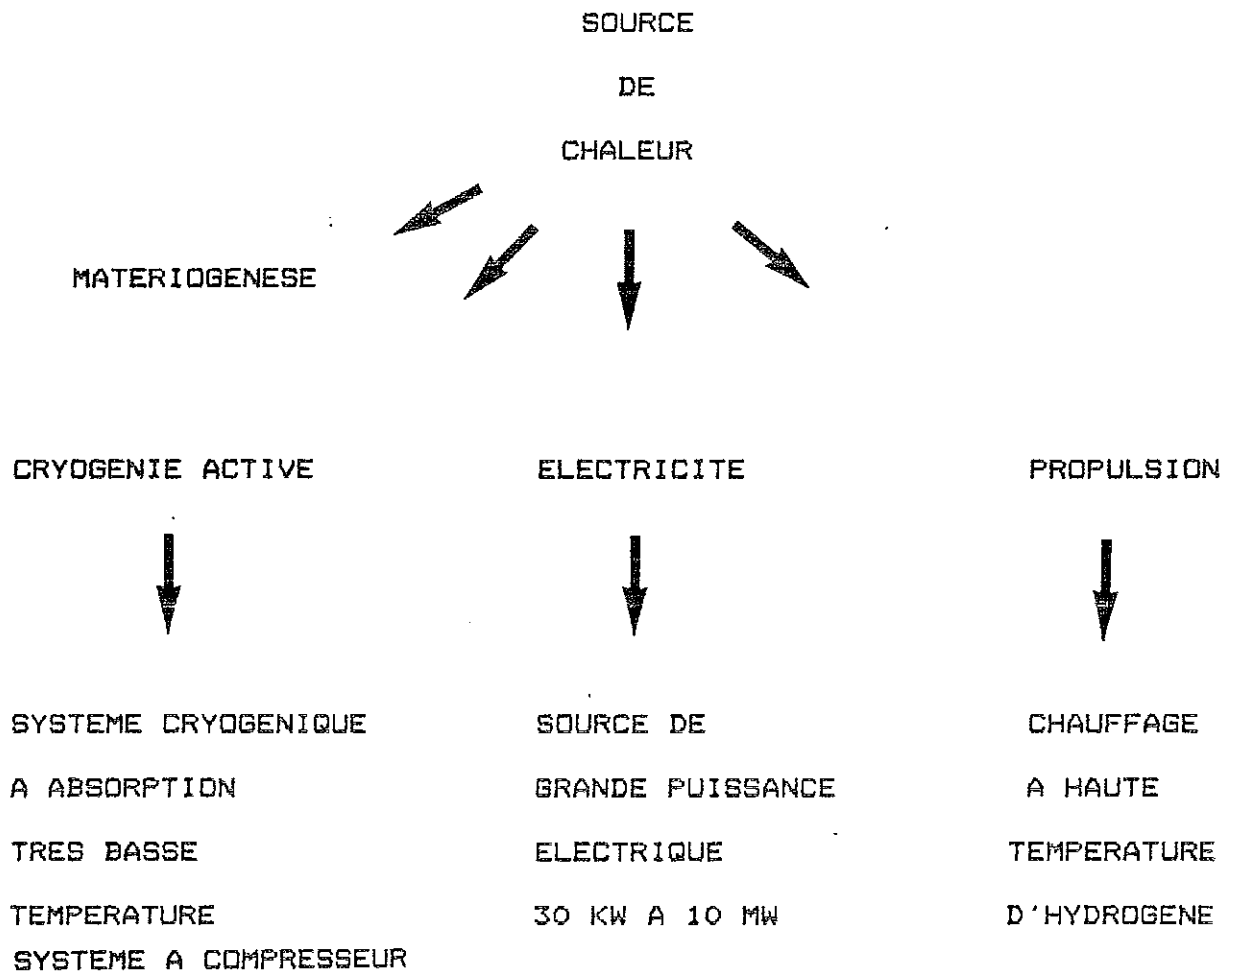 SOURCE
DE
CHALEUR
MATERIOGENESE
CRYOGENIE ACTIVE
ELECTRICITE
PROPULSION
SYSTEME CRYOGENIQUE
A ABSORPTION
TRES BASSE
TEMPERATURE
SYSTEME A COMPRESSEUR
SOURCE DE
GRANDE PUISSANCE
ELECTRIQUE
30 KW A 10 MW
CHAUFFAGE
A HAUTE
TEMPERATURE
D'HYDROGENE